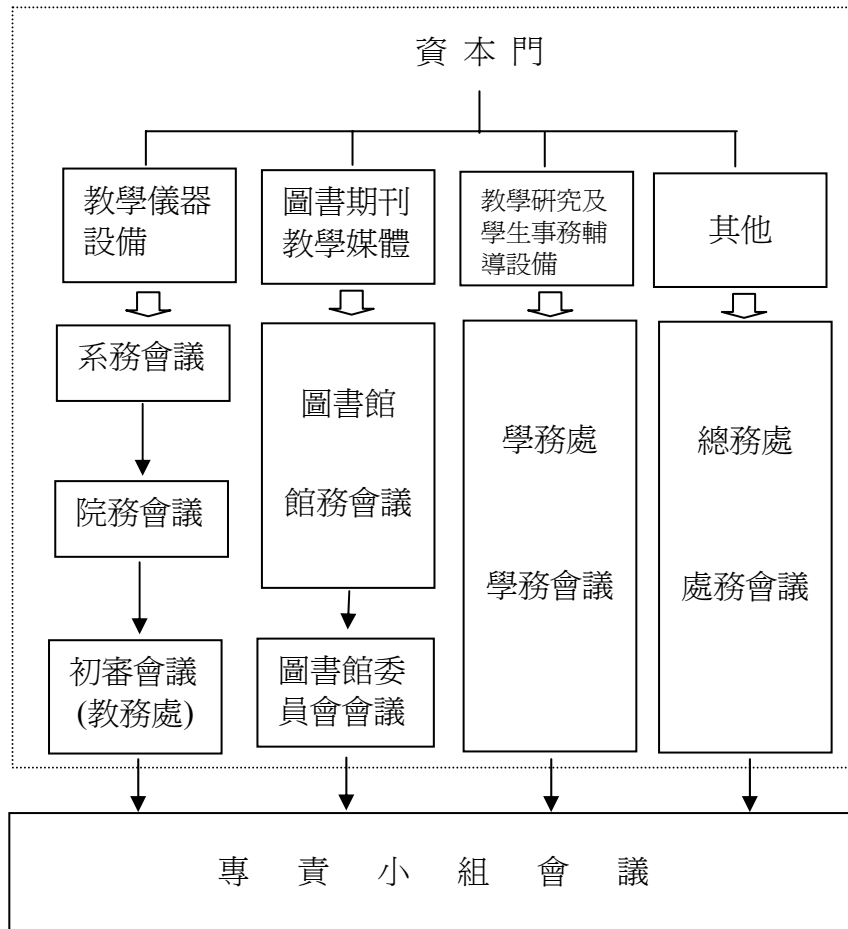 資本門
教學儀器
設備
圖書期刊
教學媒體
教學研究及
學生事務輔
導設備
其他
系務會議
院務會議
初審會議
(教務處)
圖書館
館務會議
圖書館委
員會會議
學務處
學務會議
總務處
處務會議
專責小組會議